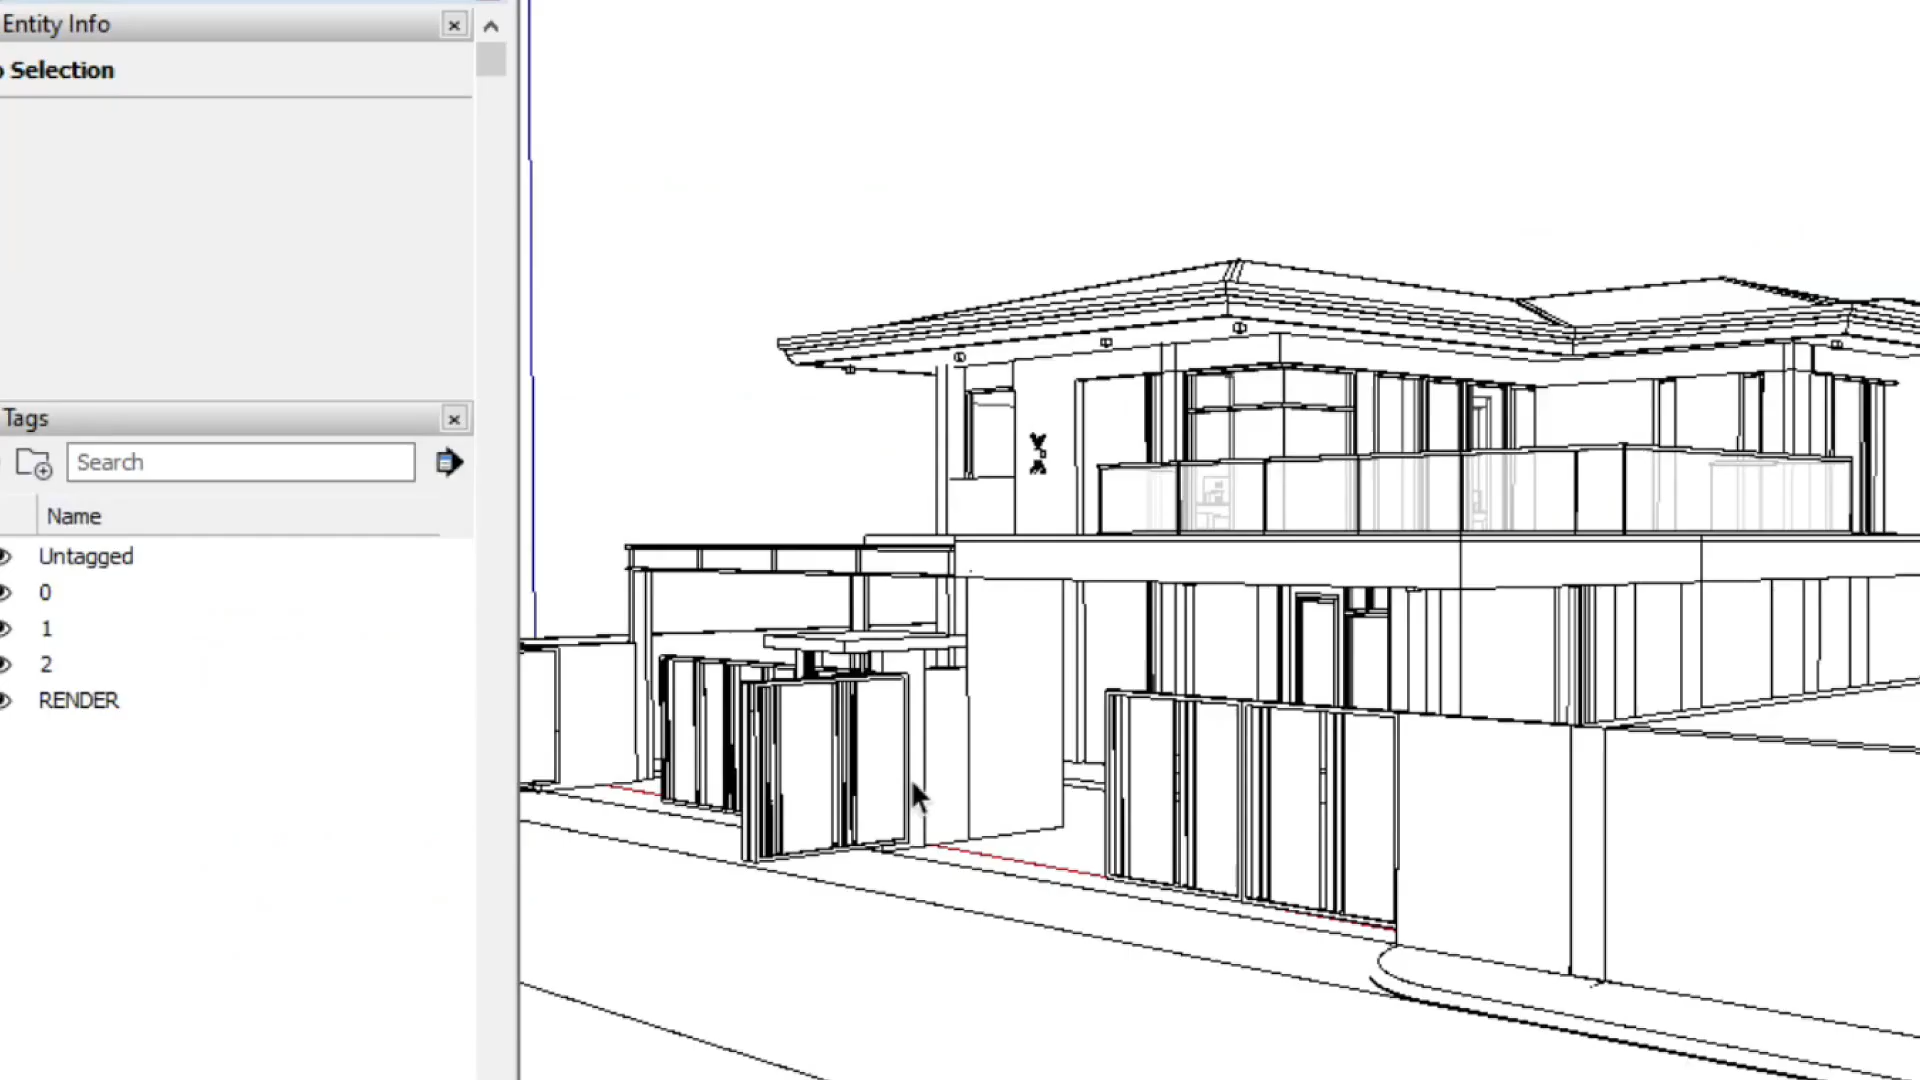 Entity Info
Selection
Tags
Search
Name
Untagged
0
1
2
RENDER